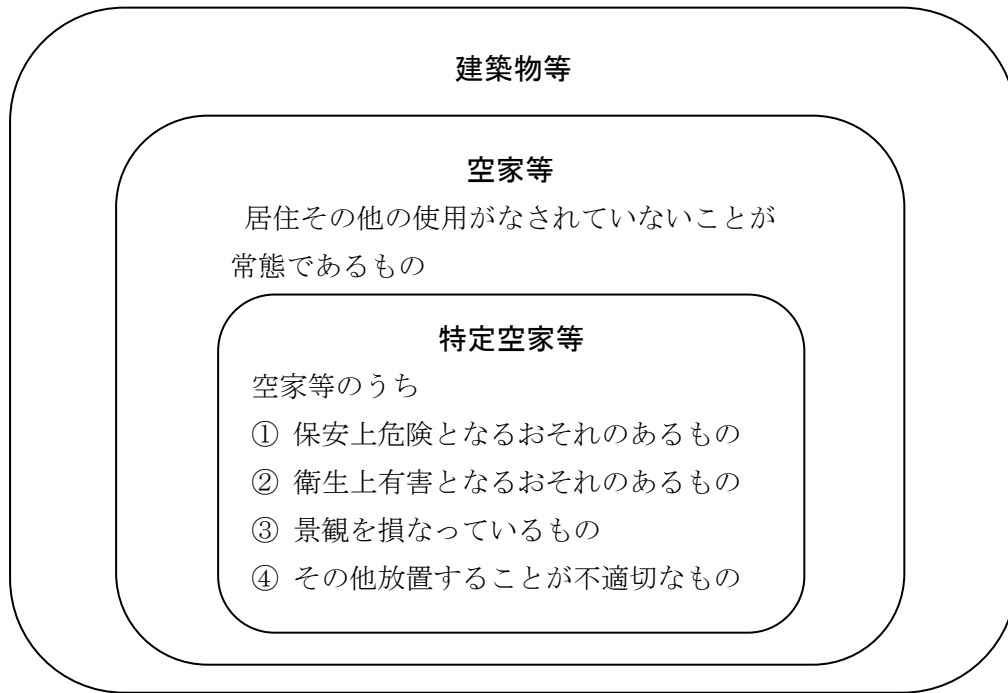 建築物等
空家等
居住その他の使用がなされていないことが
常態であるもの
特定空家等
空家等のうち
① 保安上危険となるおそれのあるもの
② 衛生上有害となるおそれのあるもの
③ 景観を損なっているもの
④ その他放置することが不適切なもの